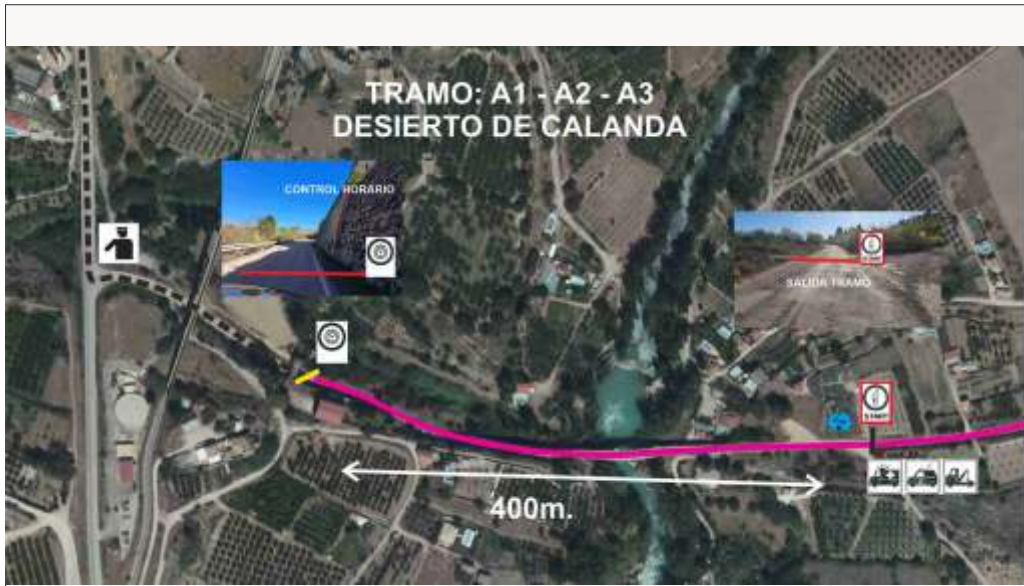 TRAMO: A1 - A2 - A3
DESIERTO DE CALANDA
CONTROL HORARIO
SALIDA TRAMO
START
400m.